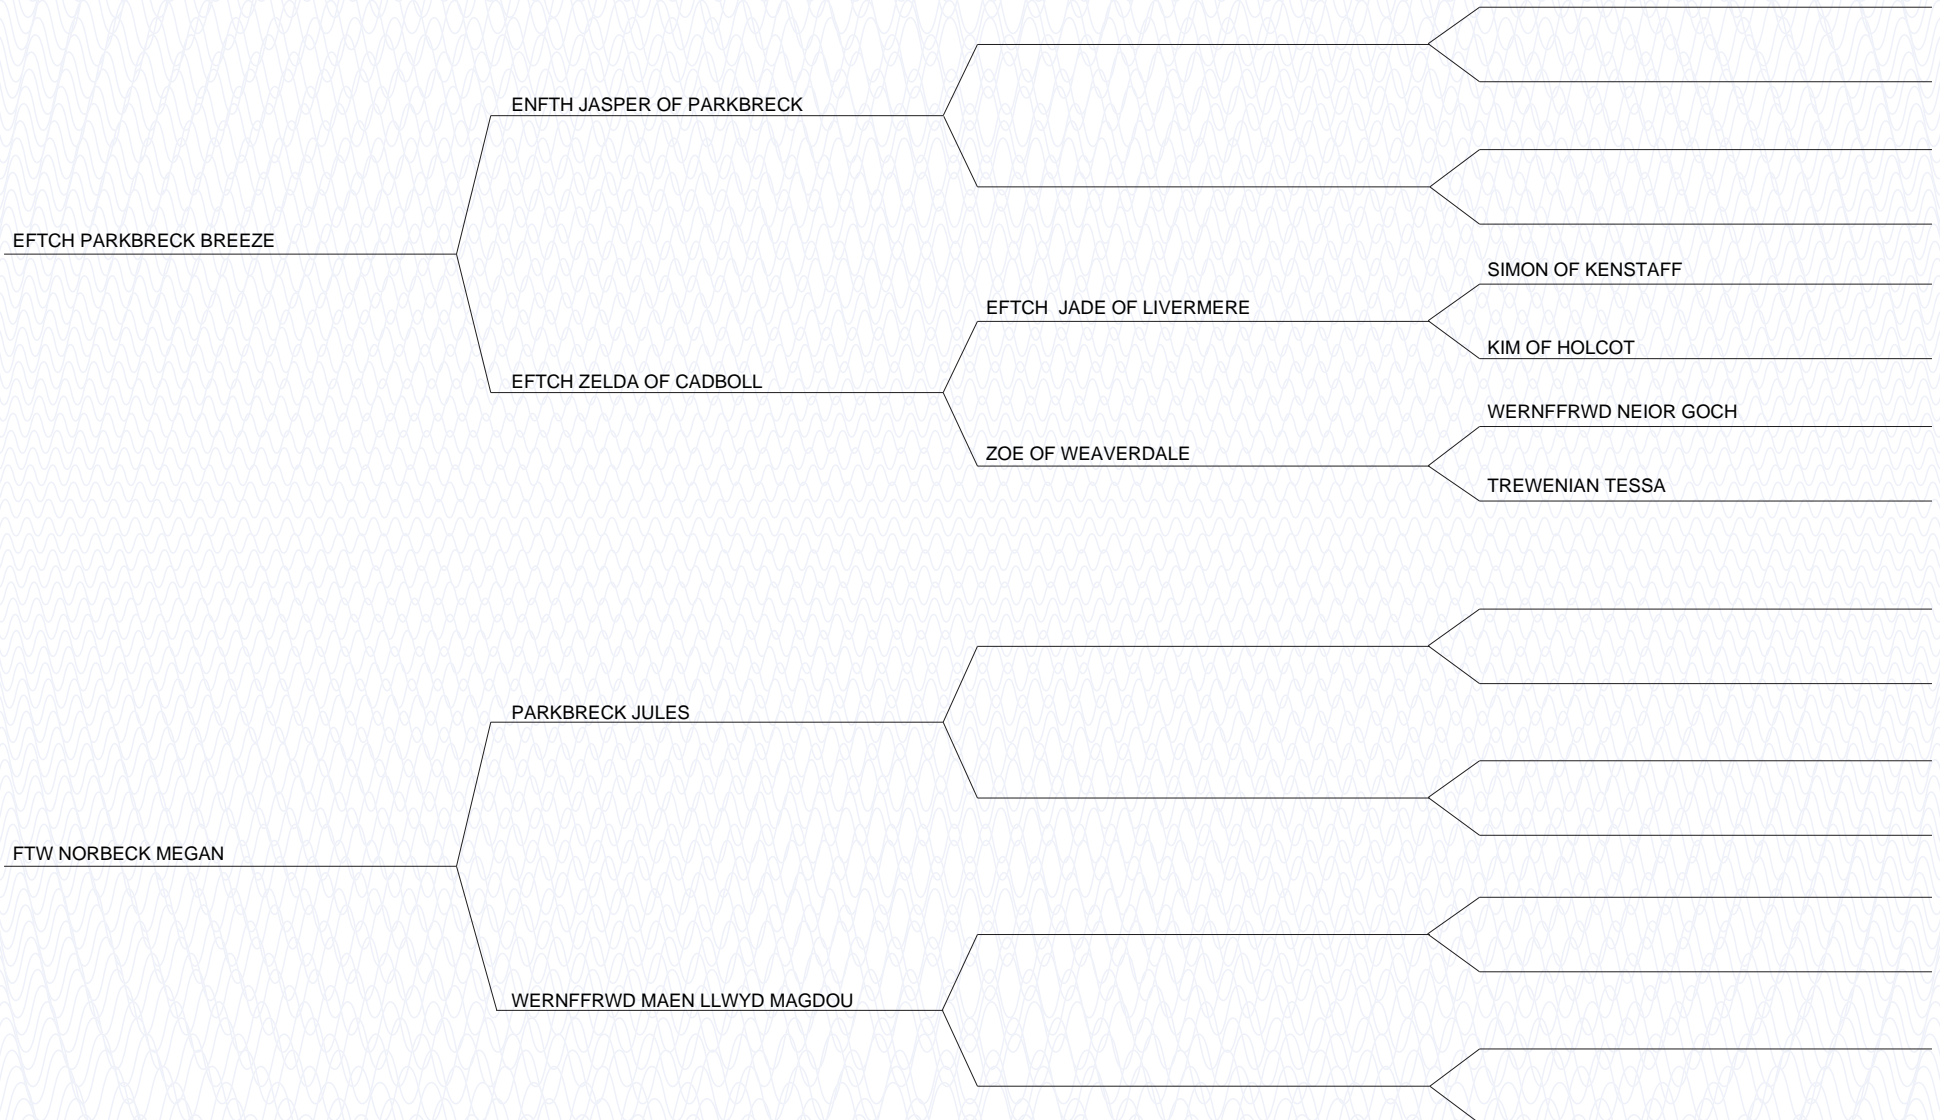 ENFTH JASPER OF PARKBRECK
EFTCH PARKBRECK BREEZE
SIMON OF KENSTAFF
EFTCH  JADE OF LIVERMERE
KIM OF HOLCOT
EFTCH ZELDA OF CADBOLL
WERNFFRWD NEIOR GOCH
ZOE OF WEAVERDALE
TREWENIAN TESSA
PARKBRECK JULES
FTW NORBECK MEGAN
WERNFFRWD MAEN LLWYD MAGDOU